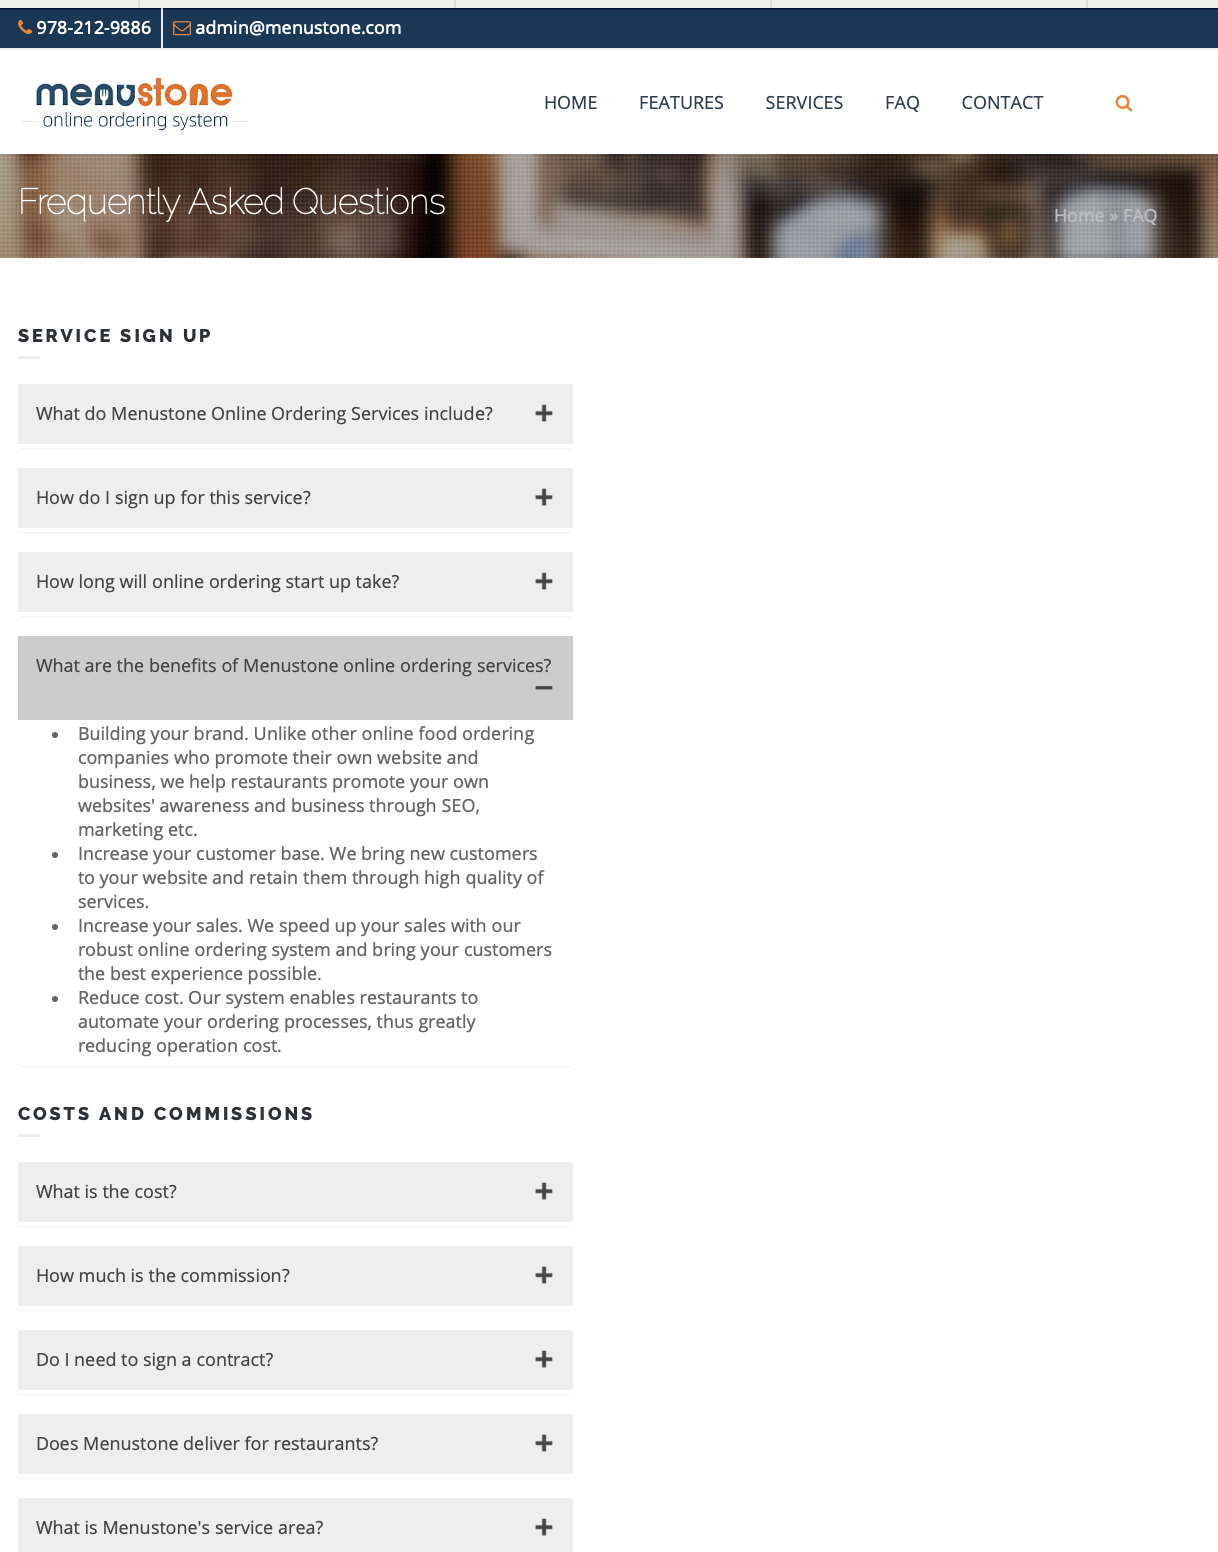 978-212-9886
admin@menustone.com
menustone
online ordering system
HOME
FEATURES
SERVICES
FAQ
CONTACT
Frequently Asked Questions
Home » FAQ
SERVICE SIGN UP
What do Menustone Online Ordering Services include?
How do I sign up for this service?
How long will online ordering start up take?
What are the benefits of Menustone online ordering services?
Building your brand. Unlike other online food ordering
companies who promote their own website and
business, we help restaurants promote your own
websites' awareness and business through SEO,
marketing etc.
Increase your customer base. We bring new customers
to your website and retain them through high quality of
services.
Increase your sales. We speed up your sales with our
robust online ordering system and bring your customers
the best experience possible.
Reduce cost. Our system enables restaurants to
automate your ordering processes, thus greatly
reducing operation cost.
COSTS AND COMMISSIONS
What is the cost?
How much is the commission?
Do I need to sign a contract?
Does Menustone deliver for restaurants?
What is Menustone's service area?